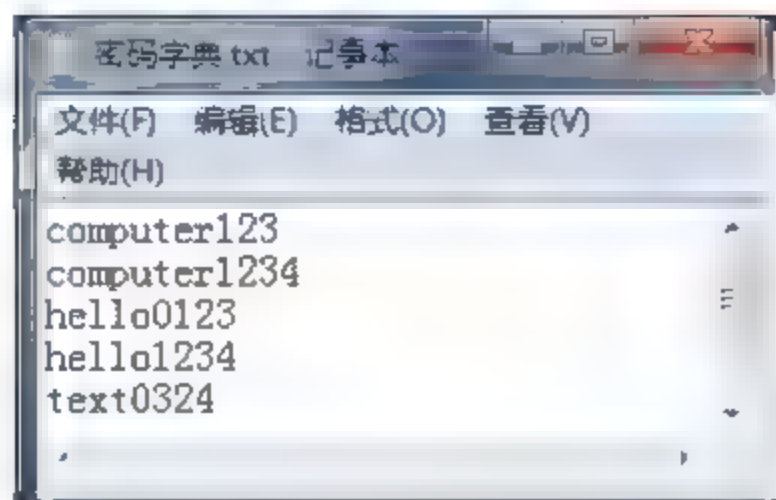 密码字典.txt 记事本
文件(F) 编辑(E) 格式(O) 查看(V)
帮助(H)
computer123
computer1234
hello0123
hello1234
text0324